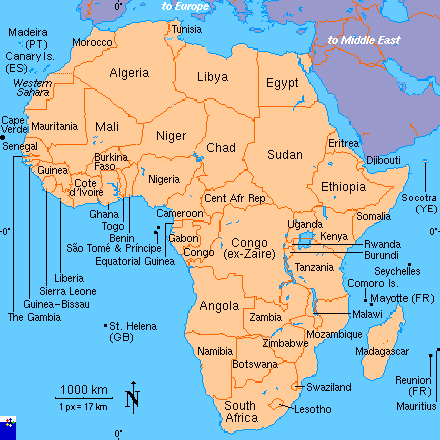 to Europe
Madeira
(PT)
Canary Is.
(ES)
Morocco
Tunisia
to Middle East
Algeria
Libya
Egypt
Western
Sahara
Cape
Verde
Mauritania
Mali
Niger
Chad
Sudan
Eritrea
Djibouti
Senegal
Guinea
Burkina
Faso
Cote
d'Ivoire
Nigeria
Ethiopia
Socotra
(YE)
Ghana
Togo
Benin
São Tomé & Príncipe
Equatorial Guinea
Cameroon
Cent Afr Rep
Somalia
Uganda
Kenya
0°
0°
Gabon
Congo
Congo
(ex-Zaire)
Rwanda
Burundi
Tanzania
Seychelles
Liberia
Sierra Leone
Guinea-Bissau
The Gambia
Comoro Is.
Mayotte (FR)
Malawi
Angola
Zambia
St. Helena
(GB)
Mozambique
Zimbabwe
Madagascar
Namibia
Botswana
Reunion
(FR)
Mauritius
Swaziland
Lesotho
South
Africa
1000 km
1 px = 17 km
N
0°
0°